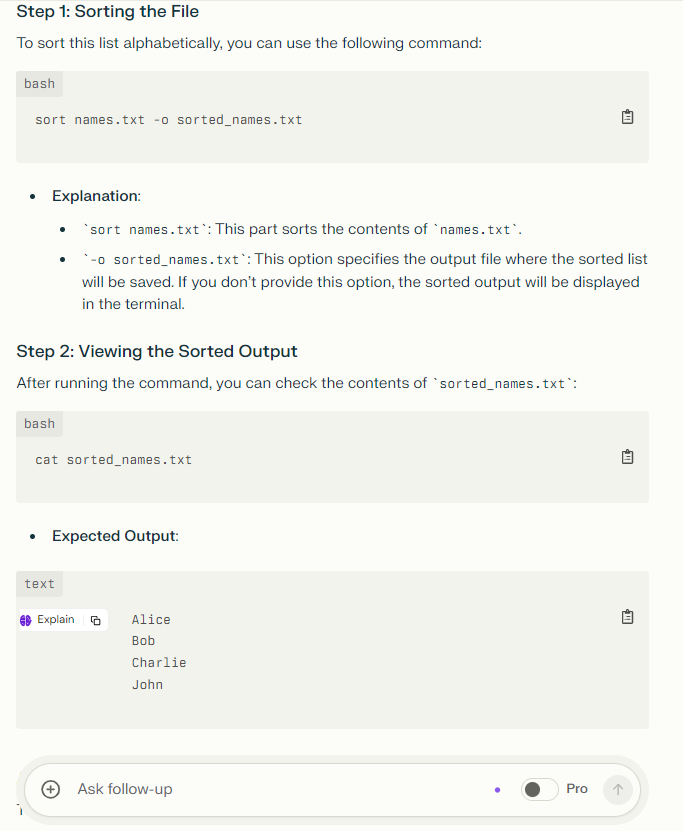 Step 1: Sorting the File
To sort this list alphabetically, you can use the following command:
bash
sort names.txt -o sorted_names.txt
Explanation:
`sort names.txt`: This part sorts the contents of `names.txt`.
`-o sorted_names.txt`: This option specifies the output file where the sorted list
will be saved. If you don’t provide this option, the sorted output will be displayed
in the terminal.
Step 2: Viewing the Sorted Output
After running the command, you can check the contents of `sorted_names.txt`:
bash
cat sorted_names.txt
Expected Output:
text
Explain
Alice
Bob
Charlie
John
Ask follow-up
Pro